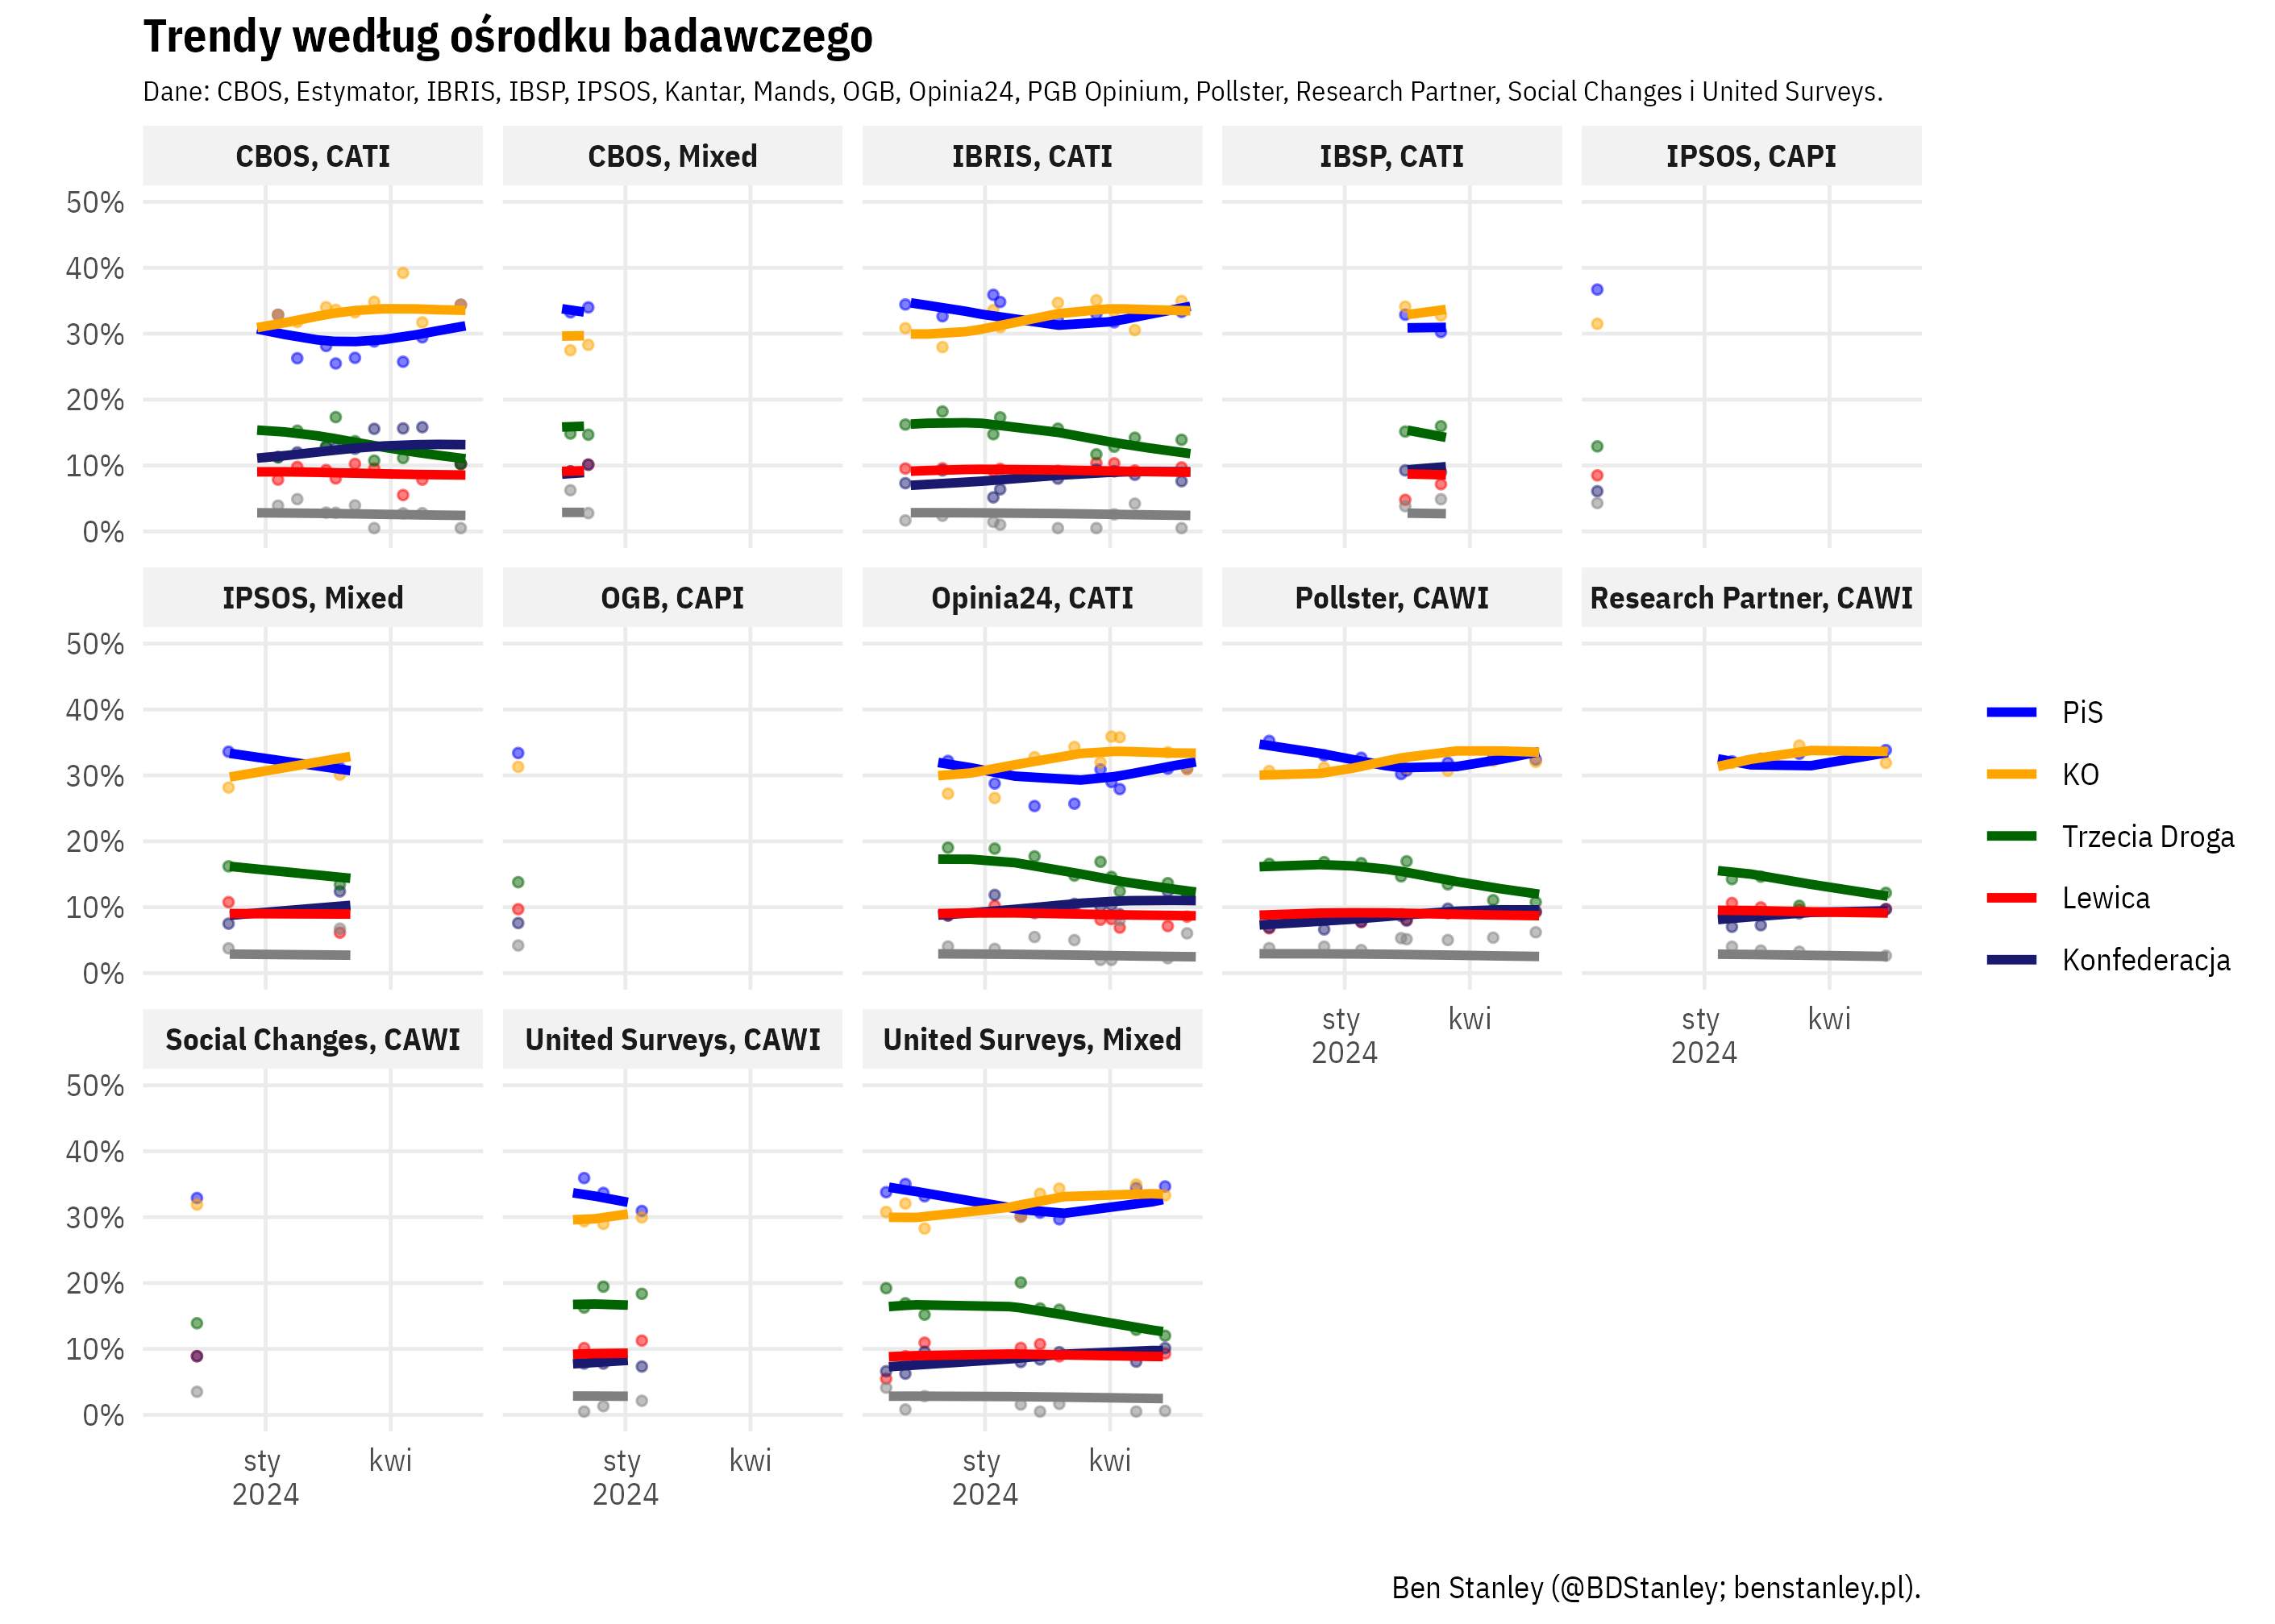 Trendy według ośrodku badawczego
Dane: CBOS, Estymator, IBRIS, IBSP, IPSOS, Kantar, Mands, OGB, Opinia24, PGB Opinium, Pollster, Research Partner, Social Changes i United Surveys.
CBOS, CATI
CBOS, Mixed
IBRIS, CATI
IBSP, CATI
IPSOS, CAPI
50%
40%
30%
20%
10%
0%
IPSOS, Mixed
OGB, CAPI
Opinia24, CATI
Pollster, CAWI
Research Partner, CAWI
50%
40%
30%
20%
10%
0%
sty
2024
kwi
sty
2024
kwi
Social Changes, CAWI
United Surveys, CAWI
United Surveys, Mixed
50%
40%
30%
20%
10%
0%
sty
2024
kwi
sty
2024
kwi
sty
2024
kwi
PiS
KO
Trzecia Droga
Lewica
Konfederacja
Ben Stanley (@BDStanley; benstanley.pl).